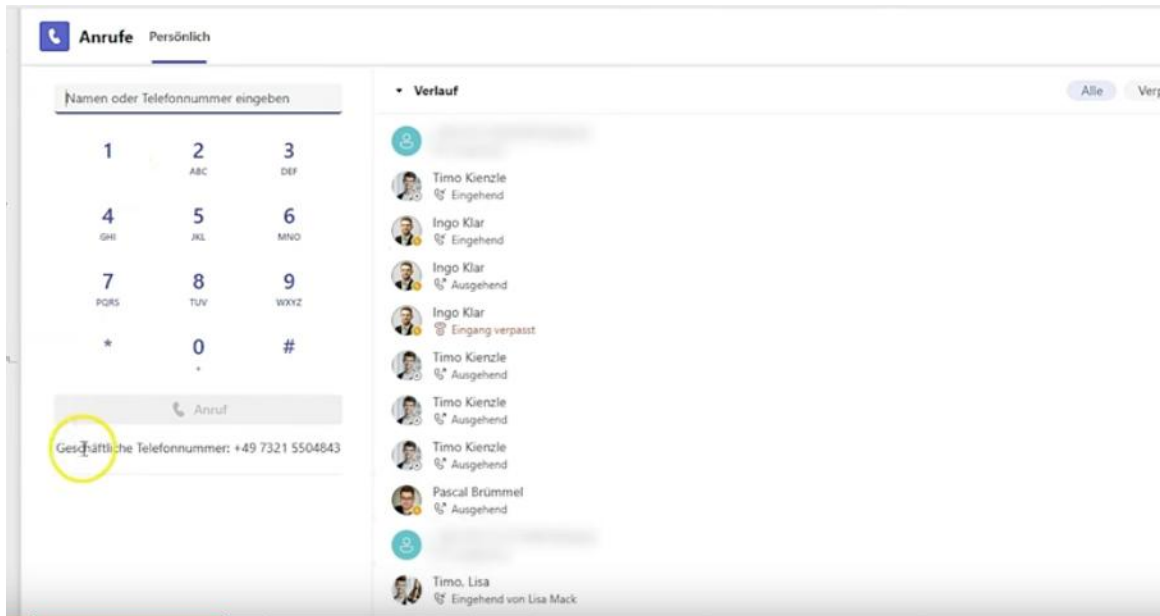 Anrufe Persönlich
Namen oder Telefonnummer eingeben
1 2 3
ABC DEF
4 5 6
GHI JKL MNO
7 8 9
PQRS TUV WXYZ
* 0 #
+
Anruf
Geschäftliche Telefonnummer: +49 7321 5504843
Verlauf
Alle
Timo Kienzle
Eingehend
Ingo Klar
Eingehend
Ingo Klar
Ausgehend
Ingo Klar
Eingang verpasst
Timo Kienzle
Ausgehend
Timo Kienzle
Ausgehend
Timo Kienzle
Ausgehend
Pascal Brümmel
Ausgehend
Timo, Lisa
Eingehend von Lisa Mack